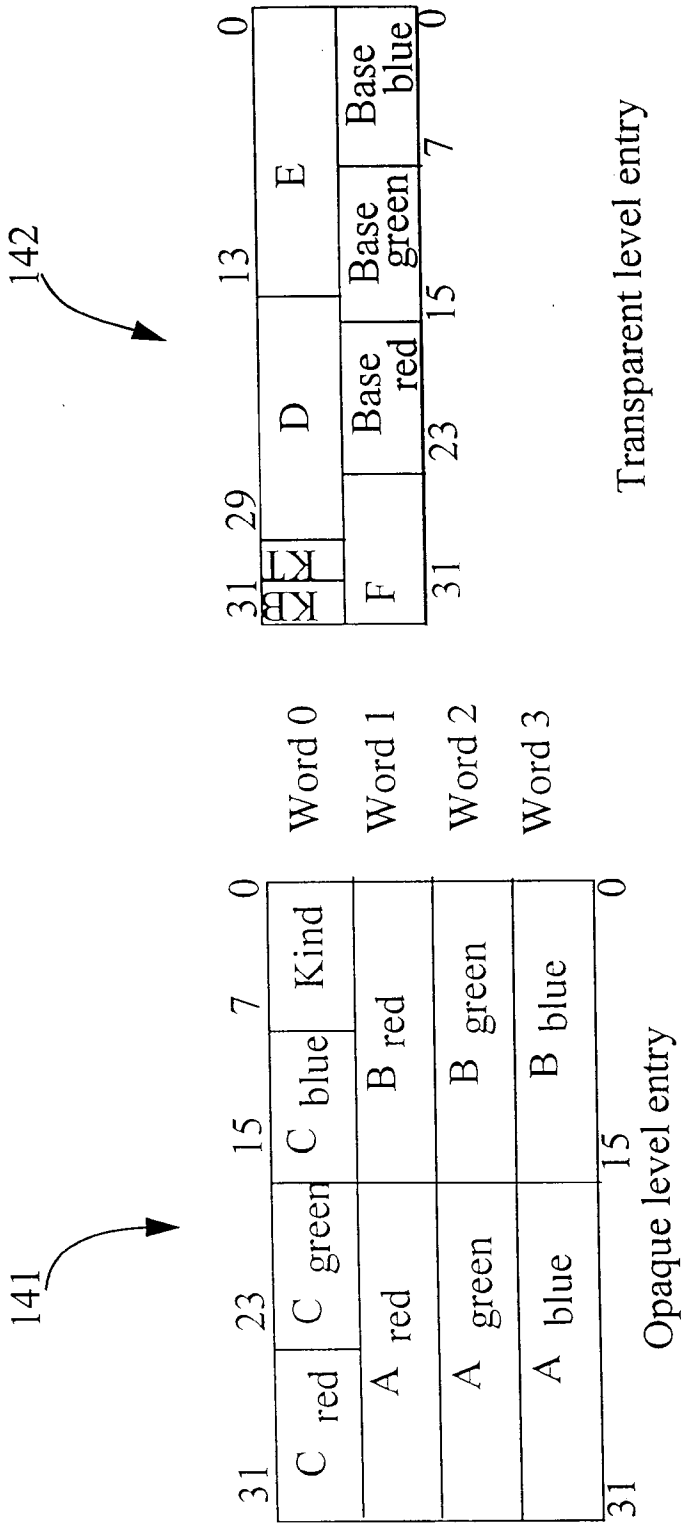 141
31 23 15 7 0
C red C green C blue Kind
A red B red
A green B green
A blue B blue
31 15 0
Opaque level entry
Word 0
Word 1
Word 2
Word 3
142
31 29 13 0
KB KT D E
F Base red Base green Base blue
31 23 15 7 0
Transparent level entry